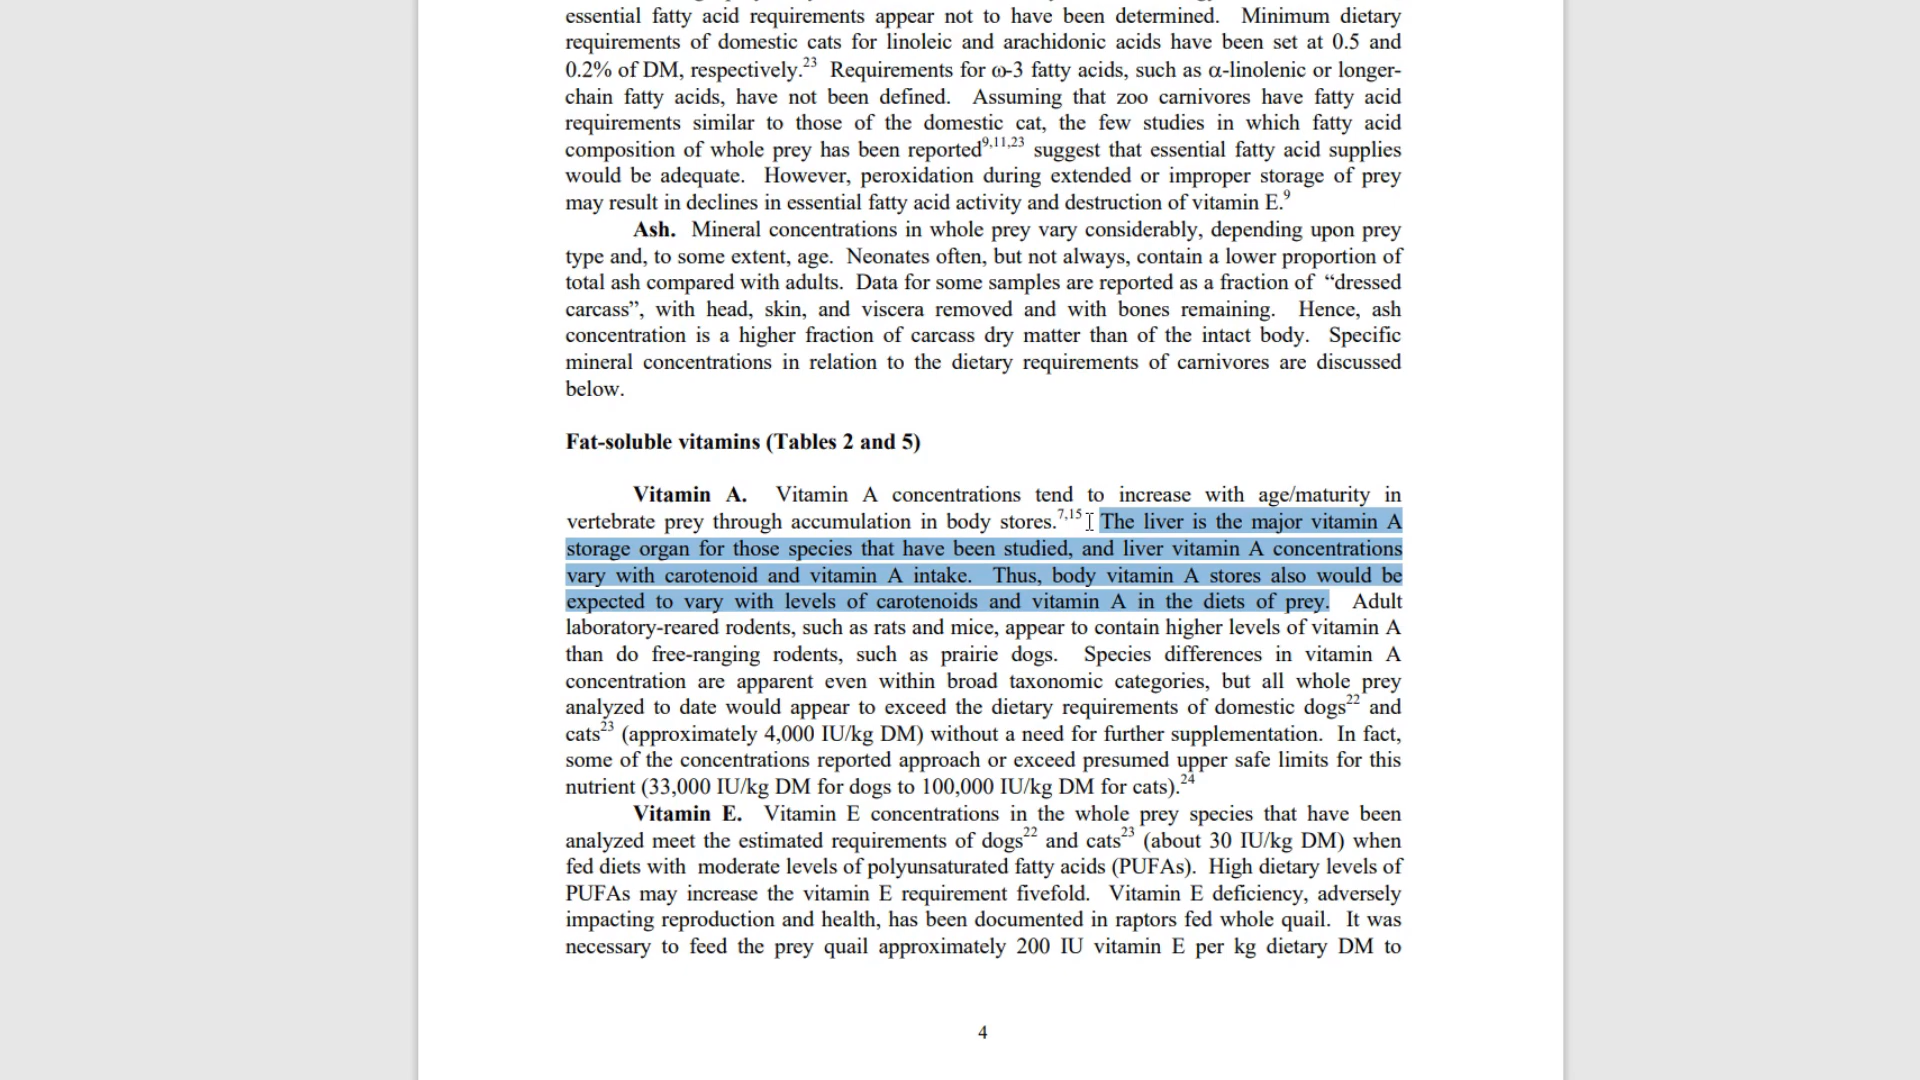 essential fatty acid requirements appear not to have been determined. Minimum dietary
requirements of domestic cats for linoleic and arachidonic acids have been set at 0.5 and
0.2% of DM, respectively.23 Requirements for ω-3 fatty acids, such as α-linolenic or longer-
chain fatty acids, have not been defined. Assuming that zoo carnivores have fatty acid
requirements similar to those of the domestic cat, the few studies in which fatty acid
composition of whole prey has been reported9,11,23 suggest that essential fatty acid supplies
would be adequate. However, peroxidation during extended or improper storage of prey
may result in declines in essential fatty acid activity and destruction of vitamin E.9
Ash. Mineral concentrations in whole prey vary considerably, depending upon prey
type and, to some extent, age. Neonates often, but not always, contain a lower proportion of
total ash compared with adults. Data for some samples are reported as a fraction of “dressed
carcass”, with head, skin, and viscera removed and with bones remaining. Hence, ash
concentration is a higher fraction of carcass dry matter than of the intact body. Specific
mineral concentrations in relation to the dietary requirements of carnivores are discussed
below.
Fat-soluble vitamins (Tables 2 and 5)
Vitamin A. Vitamin A concentrations tend to increase with age/maturity in
vertebrate prey through accumulation in body stores.7,15 The liver is the major vitamin A
storage organ for those species that have been studied, and liver vitamin A concentrations
vary with carotenoid and vitamin A intake. Thus, body vitamin A stores also would be
expected to vary with levels of carotenoids and vitamin A in the diets of prey. Adult
laboratory-reared rodents, such as rats and mice, appear to contain higher levels of vitamin A
than do free-ranging rodents, such as prairie dogs. Species differences in vitamin A
concentration are apparent even within broad taxonomic categories, but all whole prey
analyzed to date would appear to exceed the dietary requirements of domestic dogs22 and
cats23 (approximately 4,000 IU/kg DM) without a need for further supplementation. In fact,
some of the concentrations reported approach or exceed presumed upper safe limits for this
nutrient (33,000 IU/kg DM for dogs to 100,000 IU/kg DM for cats).24
Vitamin E. Vitamin E concentrations in the whole prey species that have been
analyzed meet the estimated requirements of dogs22 and cats23 (about 30 IU/kg DM) when
fed diets with moderate levels of polyunsaturated fatty acids (PUFAs). High dietary levels of
PUFAs may increase the vitamin E requirement fivefold. Vitamin E deficiency, adversely
impacting reproduction and health, has been documented in raptors fed whole quail. It was
necessary to feed the prey quail approximately 200 IU vitamin E per kg dietary DM to
4